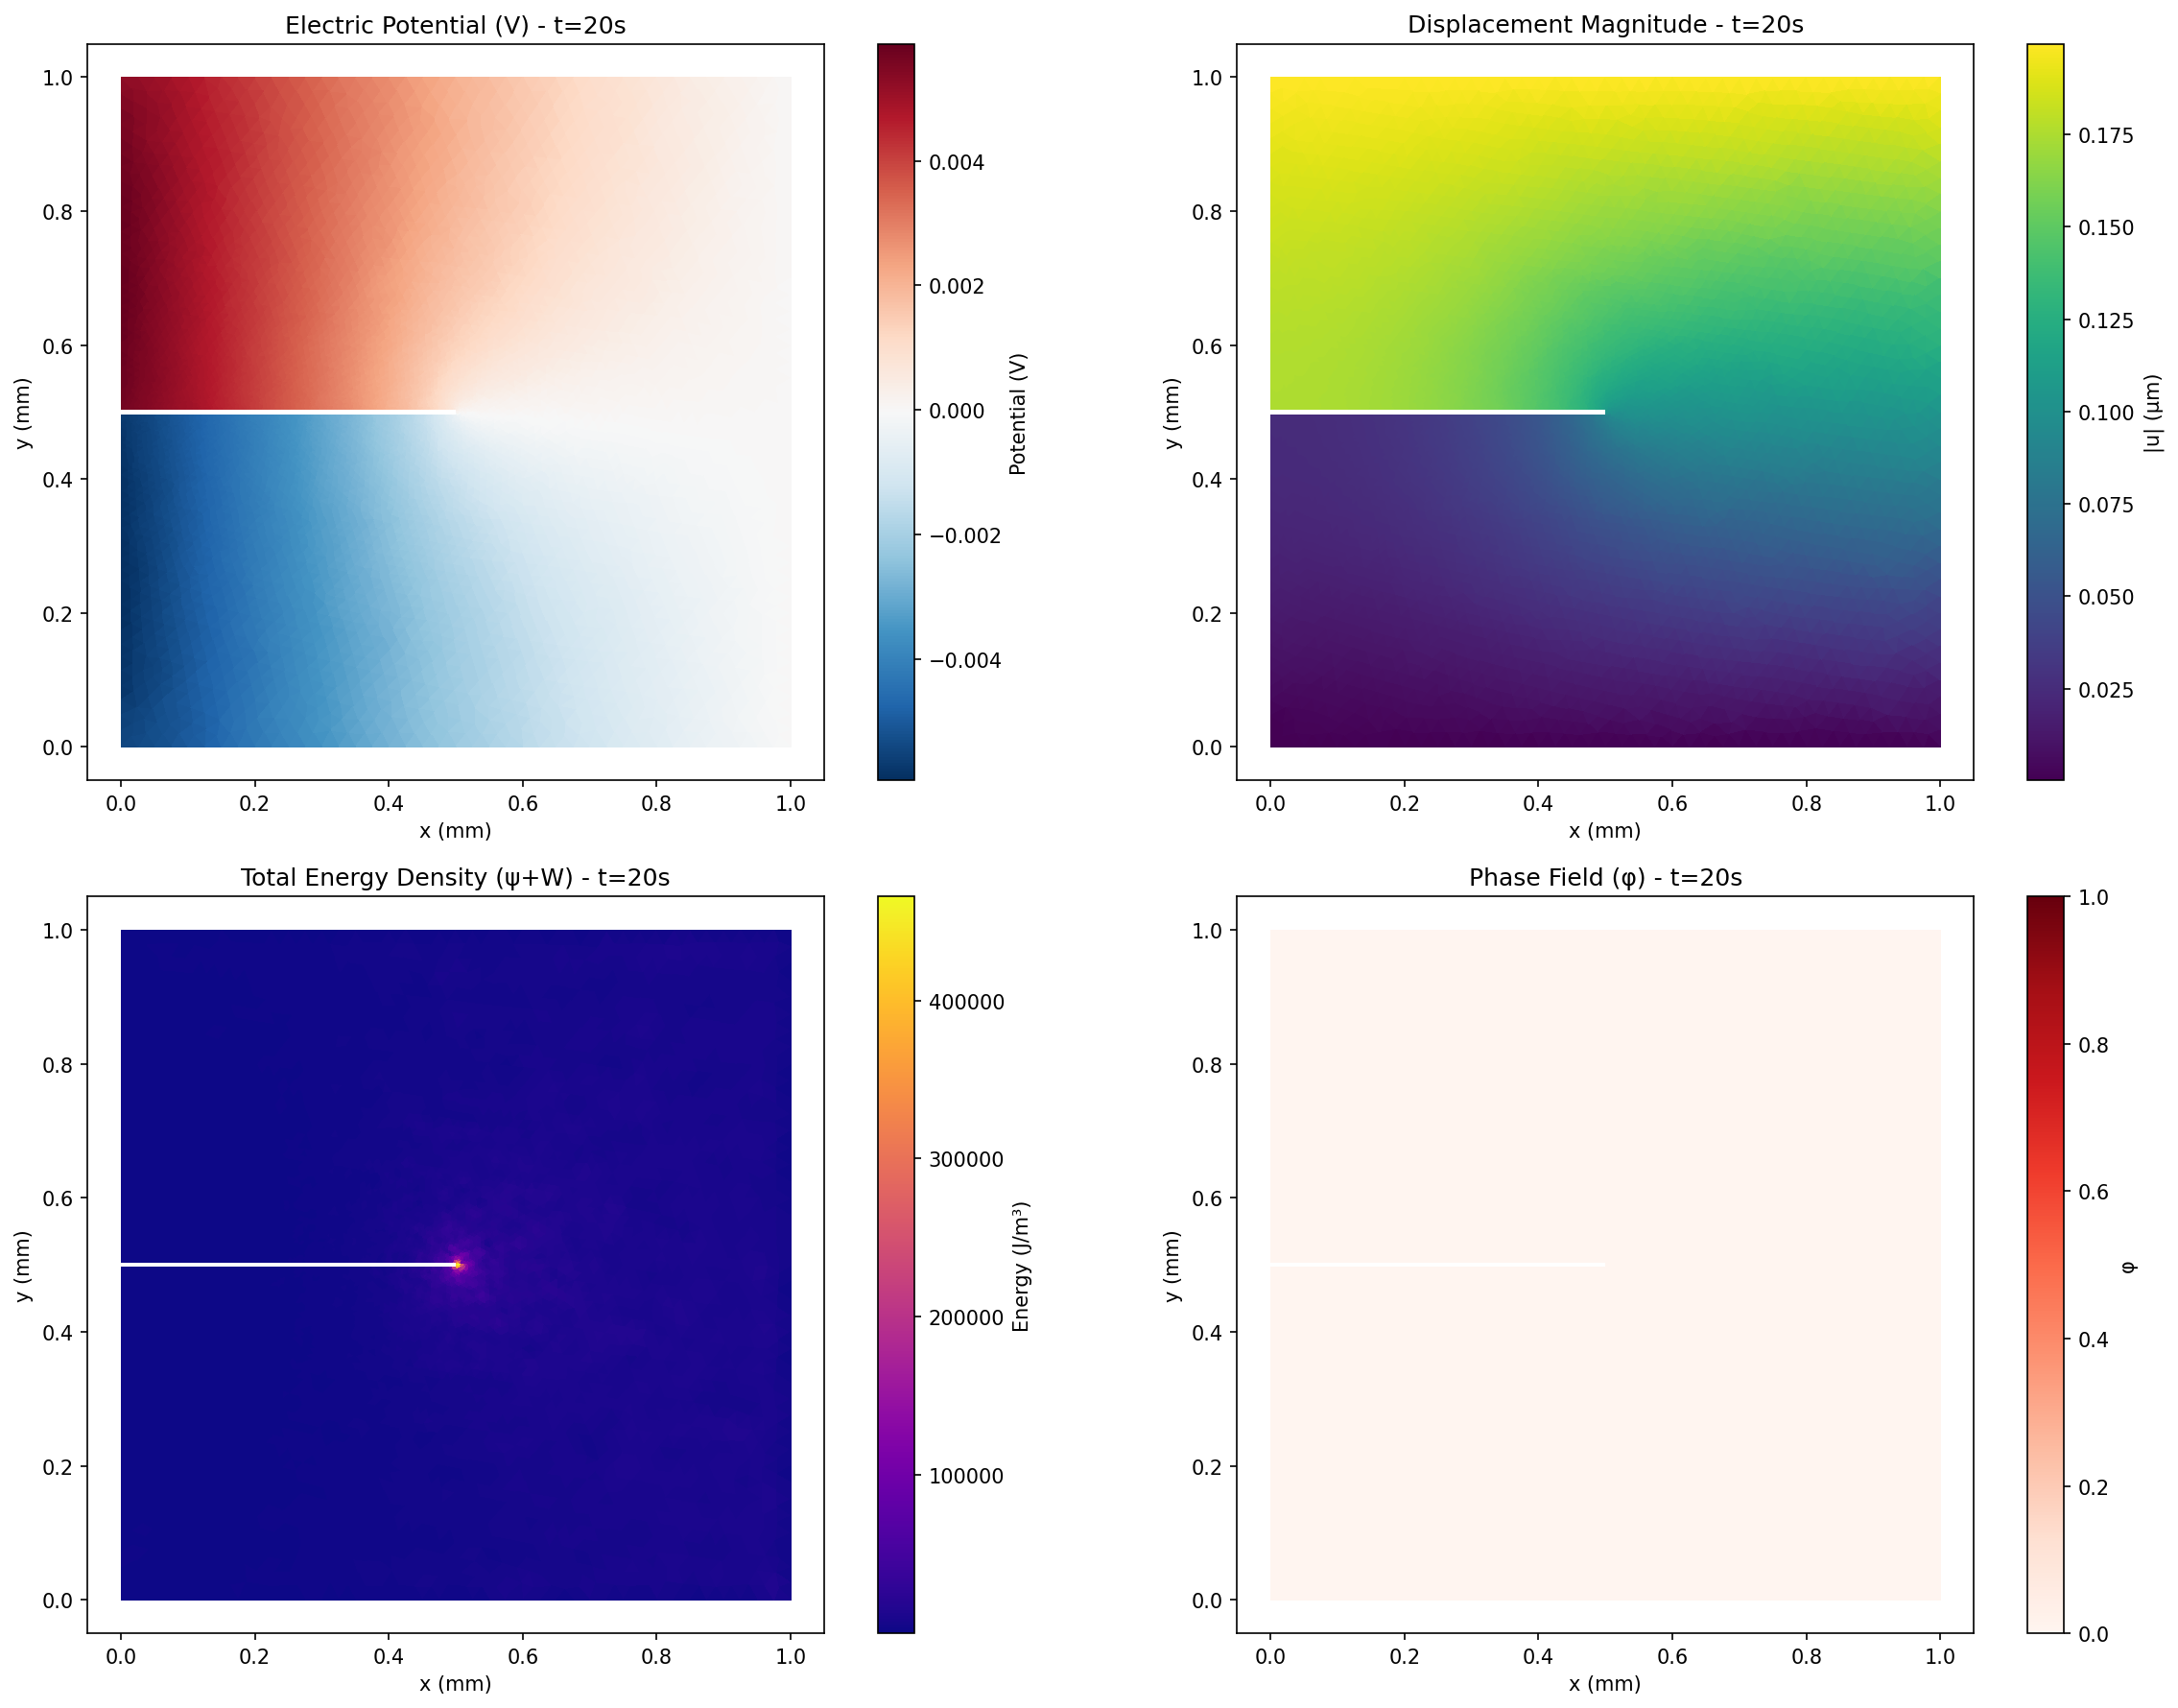 Electric Potential (V) - t=20s
1.0
0.8
0.6
0.4
0.2
0.0
y (mm)
0.0 0.2 0.4 0.6 0.8 1.0
x (mm)
0.004
0.002
0.000
−0.002
−0.004
Potential (V)
Displacement Magnitude - t=20s
1.0
0.8
0.6
0.4
0.2
0.0
y (mm)
0.0 0.2 0.4 0.6 0.8 1.0
x (mm)
0.175
0.150
0.125
0.100
0.075
0.050
0.025
|u| (μm)
Total Energy Density (ψ+W) - t=20s
1.0
0.8
0.6
0.4
0.2
0.0
y (mm)
0.0 0.2 0.4 0.6 0.8 1.0
x (mm)
400000
300000
200000
100000
Energy (J/m³)
Phase Field (φ) - t=20s
1.0
0.8
0.6
0.4
0.2
0.0
y (mm)
0.0 0.2 0.4 0.6 0.8 1.0
x (mm)
1.0
0.8
0.6
0.4
0.2
0.0
φ